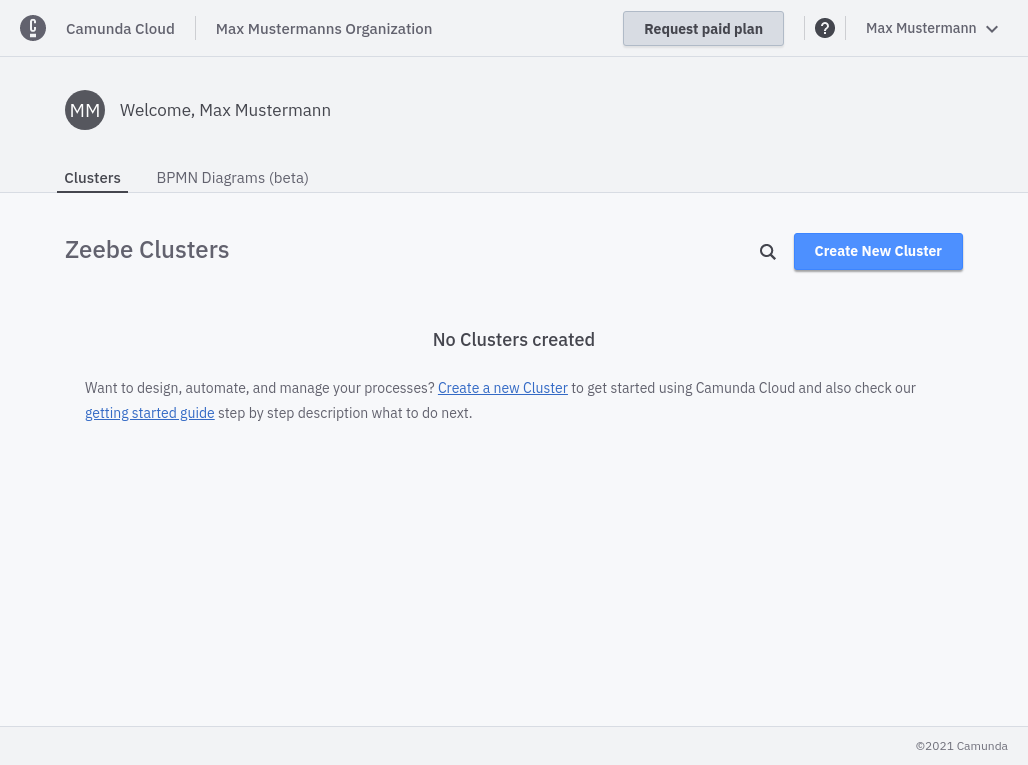 Camunda Cloud
Max Mustermanns Organization
Request paid plan
?
Max Mustermann
MM
Welcome, Max Mustermann
Clusters
BPMN Diagrams (beta)
Zeebe Clusters
Create New Cluster
No Clusters created
Want to design, automate, and manage your processes? Create a new Cluster to get started using Camunda Cloud and also check our
getting started guide step by step description what to do next.
©2021 Camunda